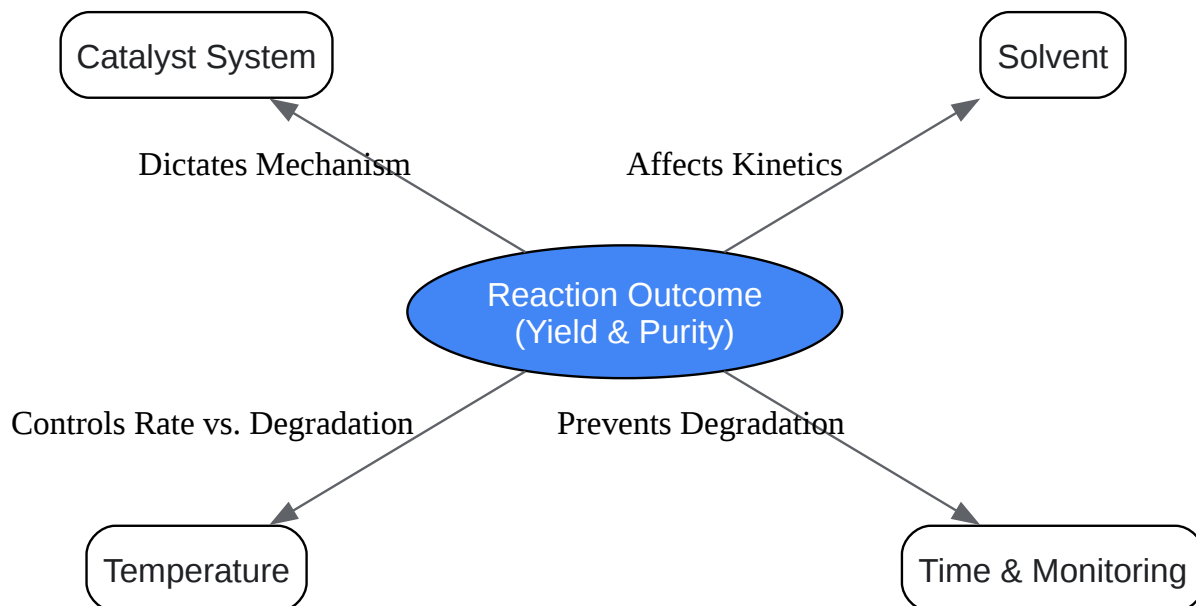 Catalyst System
Solvent
Dictates Mechanism
Affects Kinetics
Reaction Outcome
(Yield & Purity)
Controls Rate vs. Degradation
Prevents Degradation
Temperature
Time & Monitoring